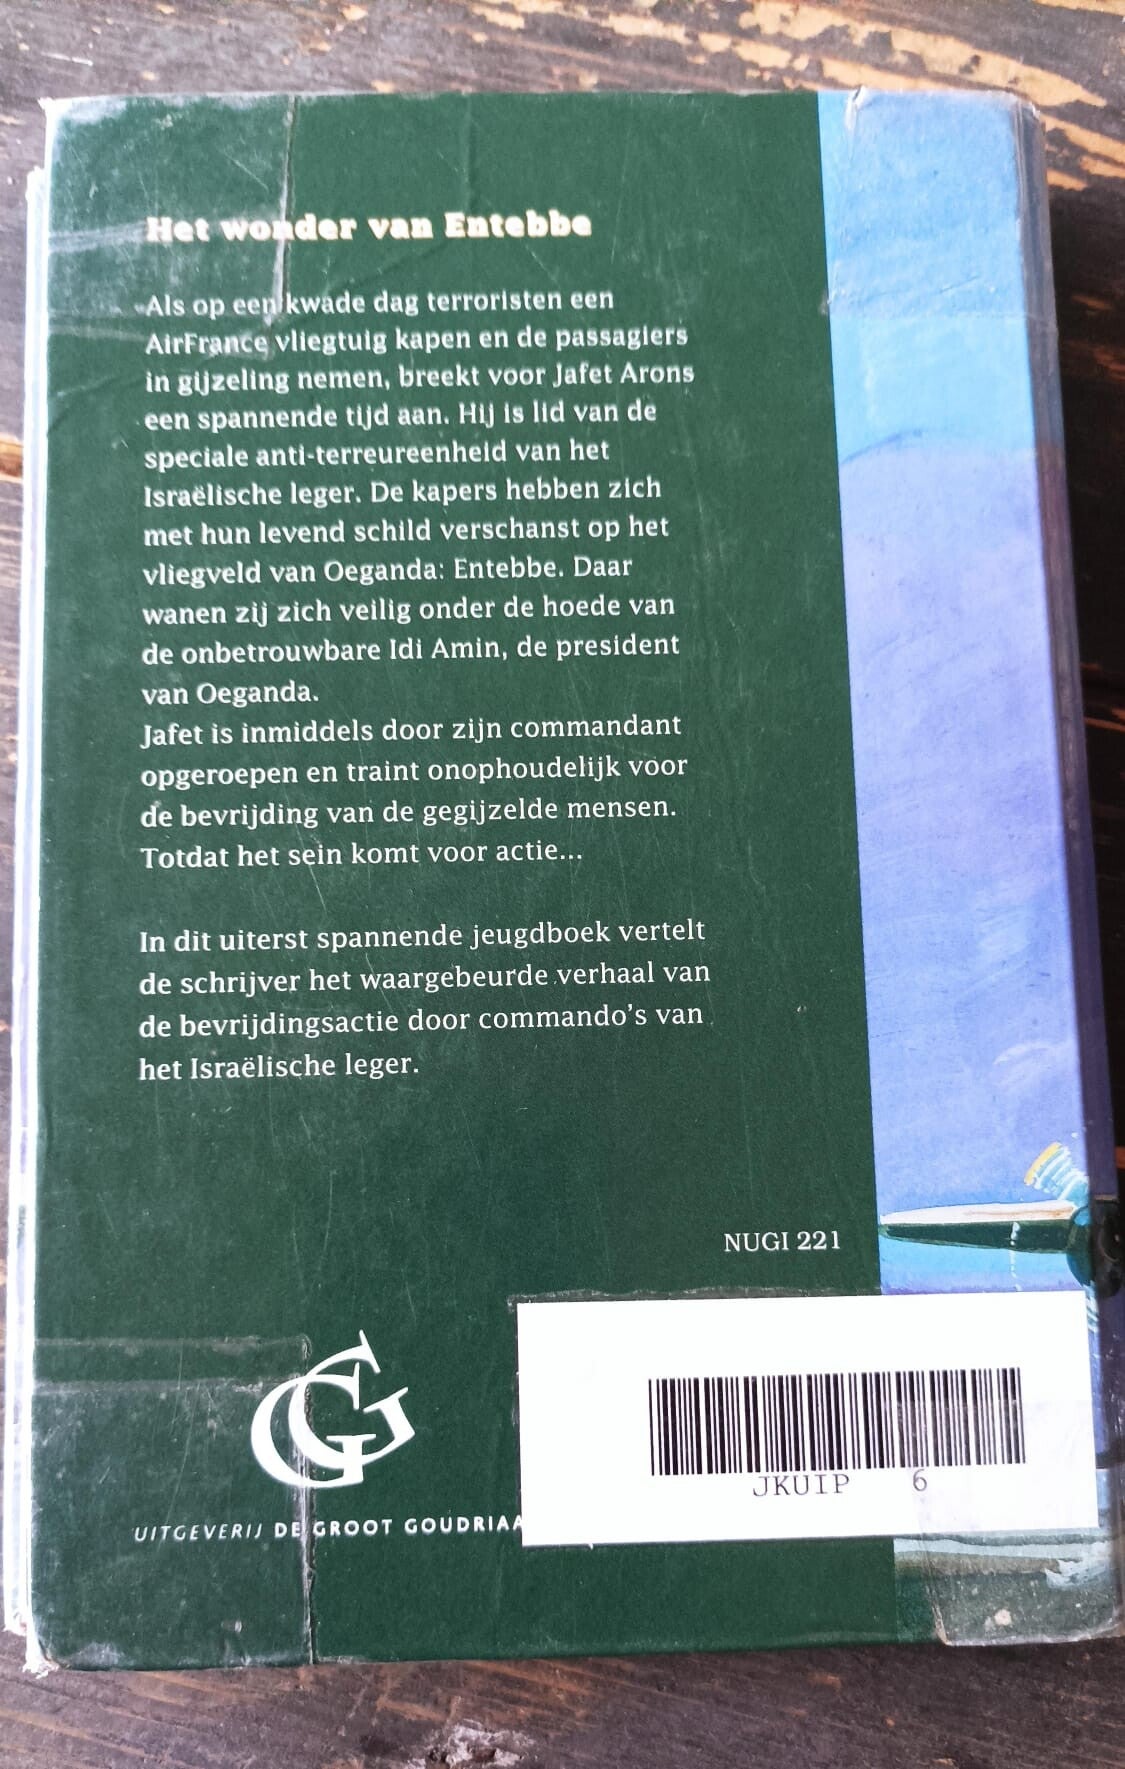 Het wonder van Entebbe
Als op een kwade dag terroristen een
AirFrance vliegtuig kapen en de passagiers
in gijzeling nemen, breekt voor Jafet Arons
een spannende tijd aan. Hij is lid van de
speciale anti-terreureenheid van het
Israëlische leger. De kapers hebben zich
met hun levend schild verschanst op het
vliegveld van Oeganda: Entebbe. Daar
wanen zij zich veilig onder de hoede van
de onbetrouwbare Idi Amin, de president
van Oeganda.
Jafet is inmiddels door zijn commandant
opgeroepen en traint onophoudelijk voor
de bevrijding van de gegijzelde mensen.
Totdat het sein komt voor actie...
In dit uiterst spannende jeugdboek vertelt
de schrijver het waargebeurde verhaal van
de bevrijdingsactie door commando's van
het Israëlische leger.
NUGI 221
GG
JKUIP 6
UITGEVERIJ DE GROOT GOUDRIAA